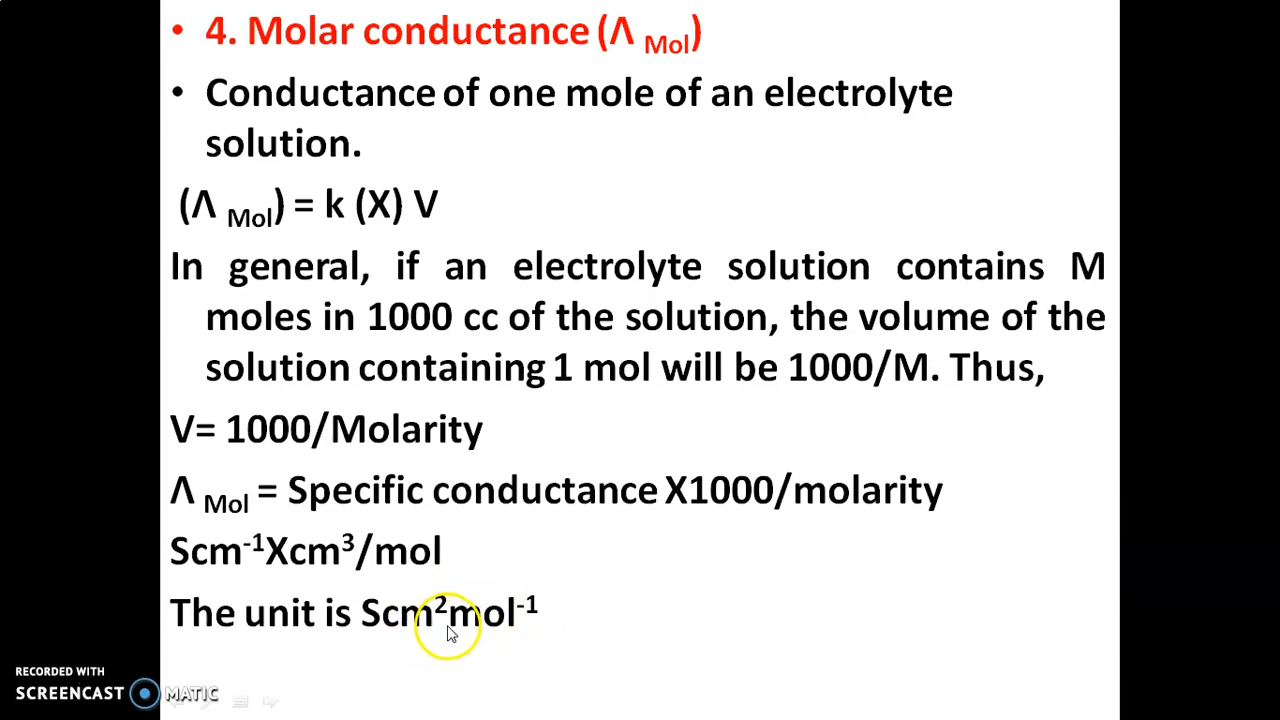 • 4. Molar conductance (Λ Mol)
• Conductance of one mole of an electrolyte
solution.
(Λ Mol) = k (X) V
In general, if an electrolyte solution contains M
moles in 1000 cc of the solution, the volume of the
solution containing 1 mol will be 1000/M. Thus,
V= 1000/Molarity
Λ Mol = Specific conductance X1000/molarity
Scm⁻¹Xcm³/mol
The unit is Scm²mol⁻¹
RECORDED WITH
SCREENCAST MATIC